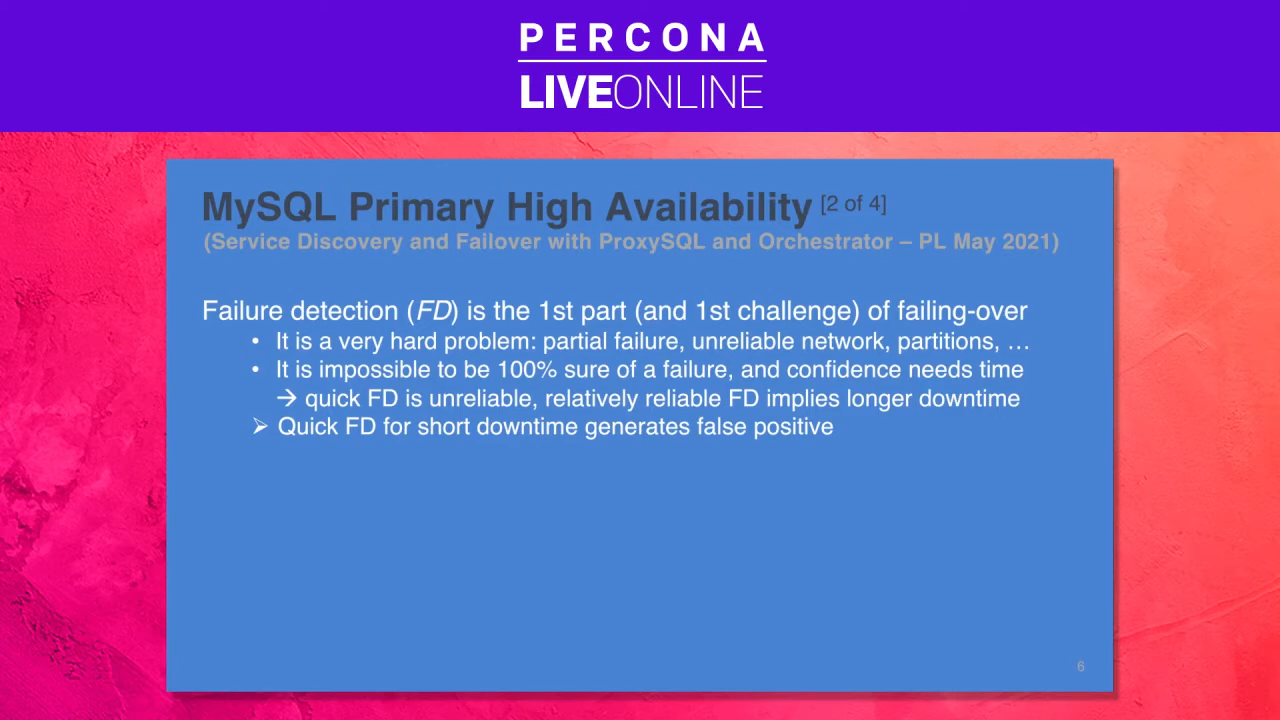 PERCONA
LIVEONLINE
MySQL Primary High Availability [2 of 4]
(Service Discovery and Failover with ProxySQL and Orchestrator – PL May 2021)
Failure detection (FD) is the 1st part (and 1st challenge) of failing-over
• It is a very hard problem: partial failure, unreliable network, partitions, …
• It is impossible to be 100% sure of a failure, and confidence needs time
→ quick FD is unreliable, relatively reliable FD implies longer downtime
➢ Quick FD for short downtime generates false positive
6